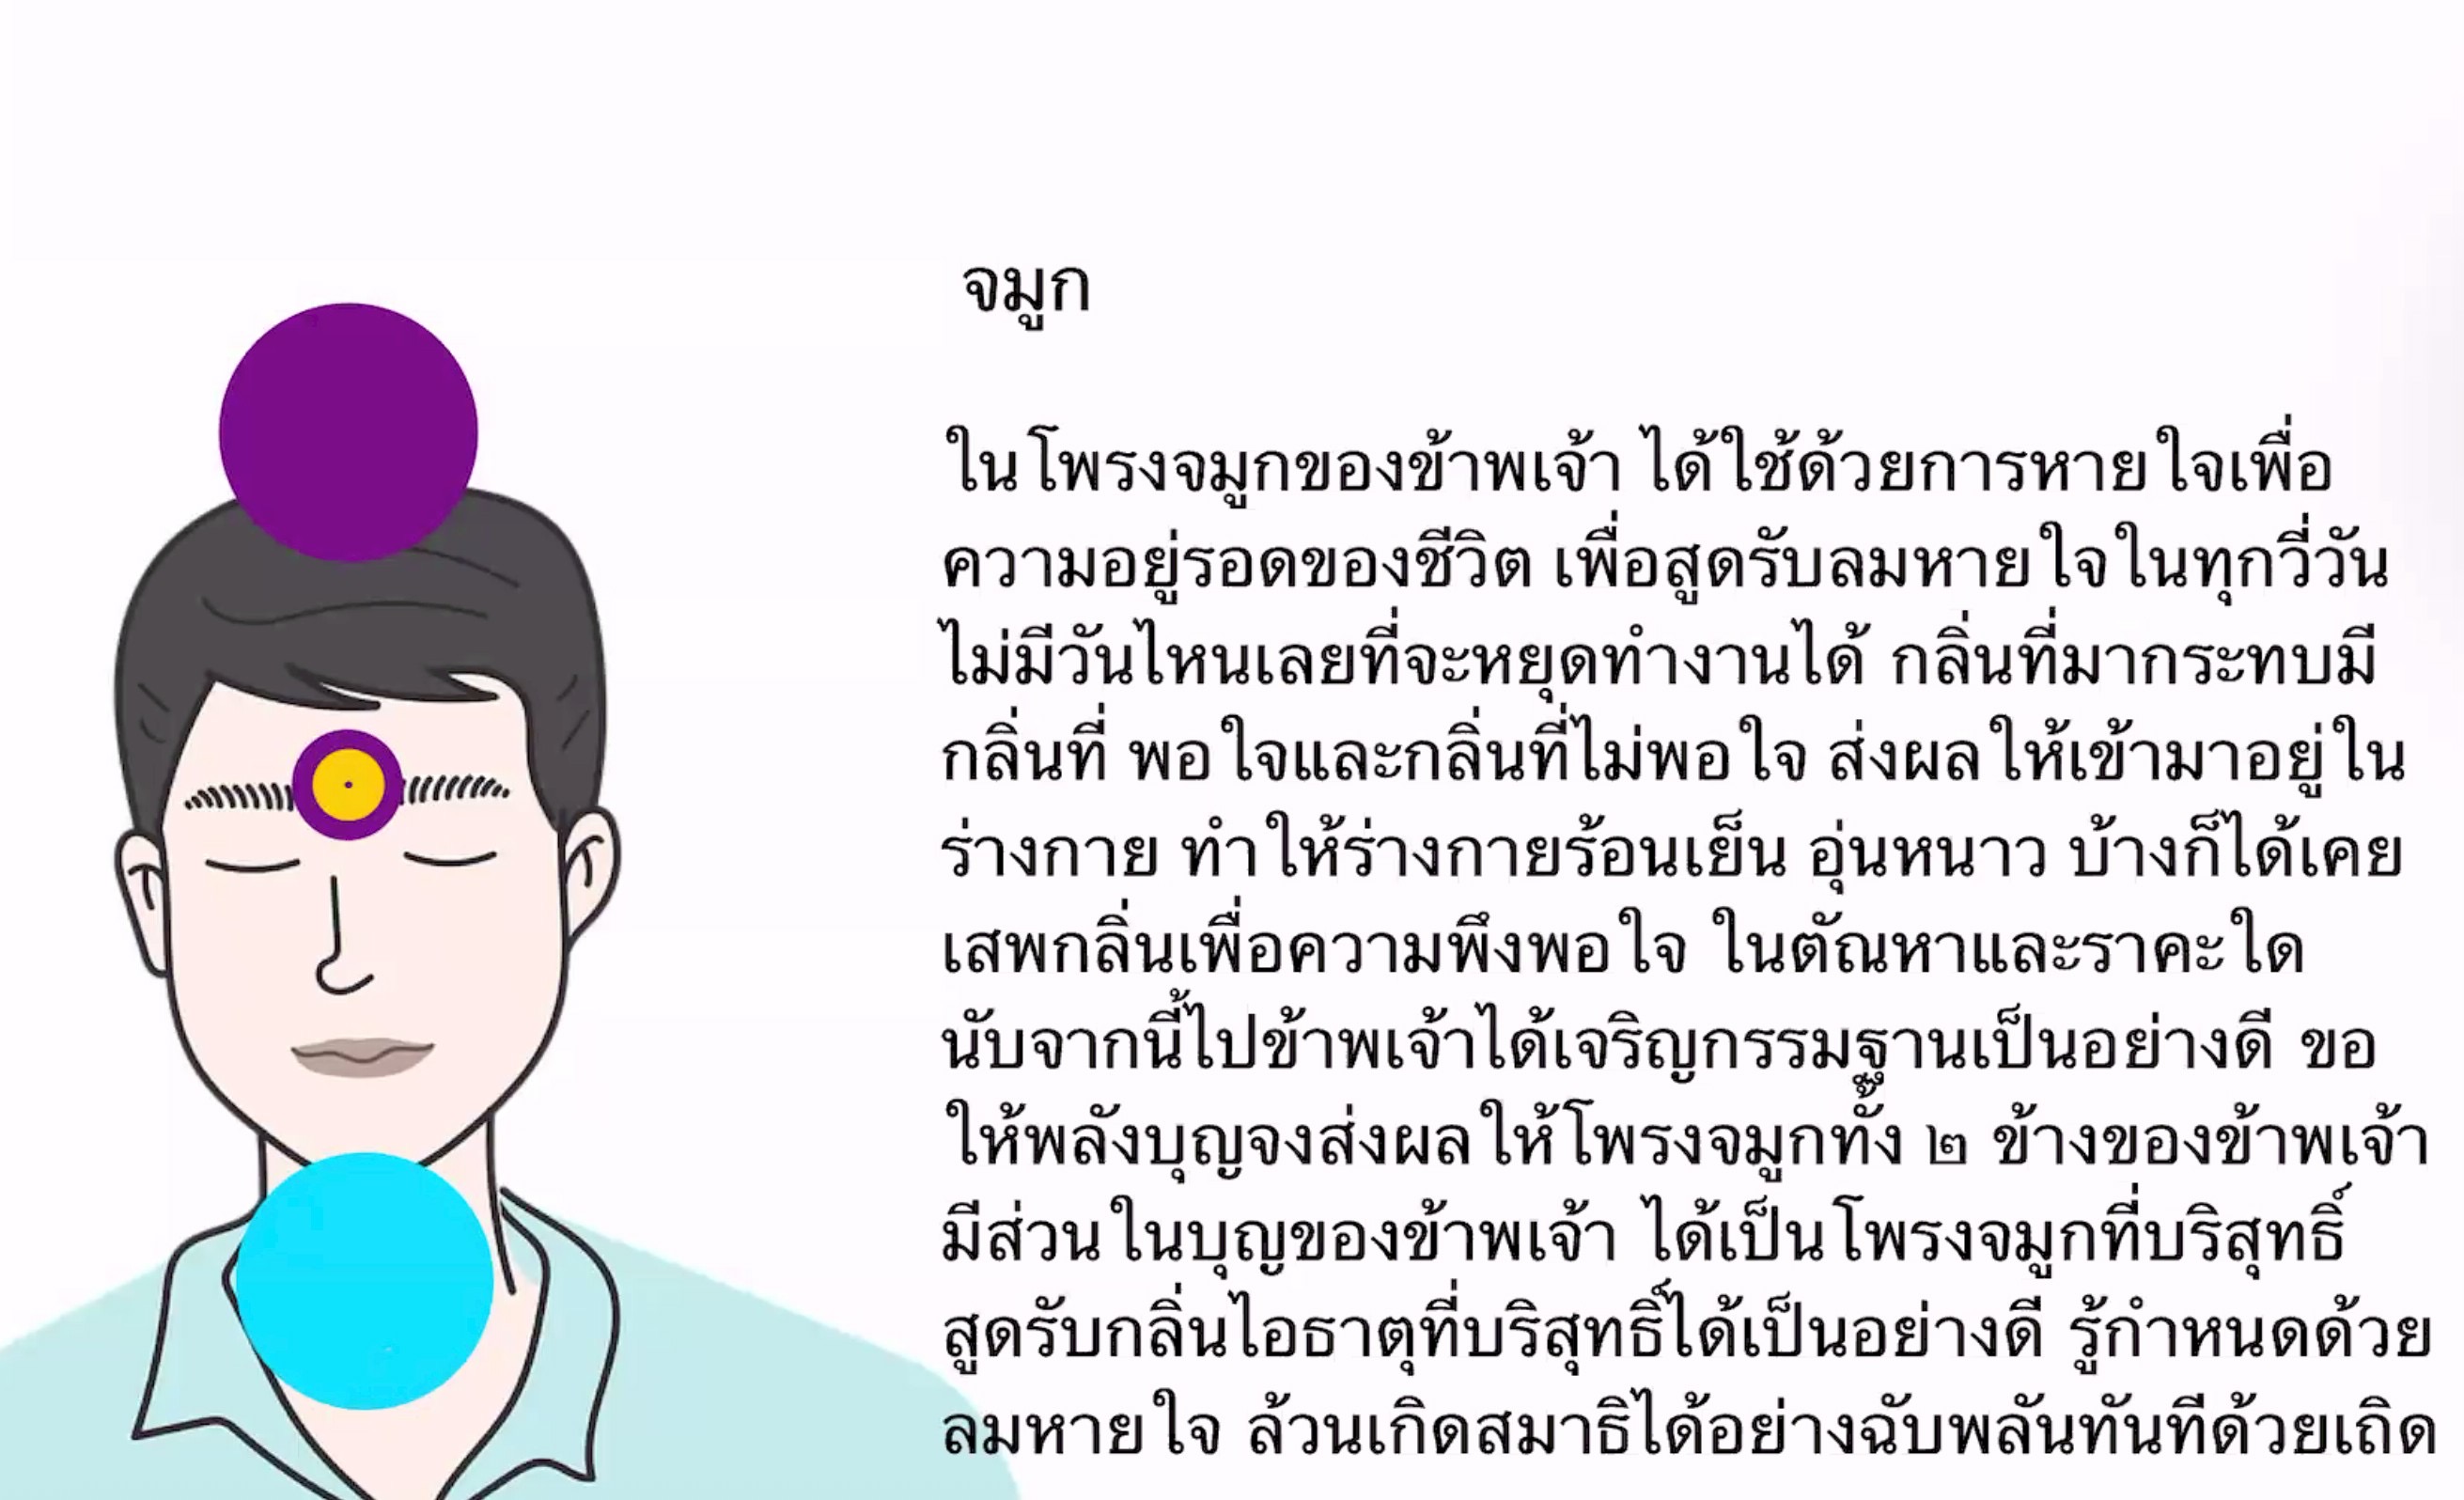 จมูก
ในโพรงจมูกของข้าพเจ้า ได้ใช้ด้วยการหายใจเพื่อ
ความอยู่รอดของชีวิต เพื่อสูดรับลมหายใจในทุกวี่วัน
ไม่มีวันไหนเลยที่จะหยุดทำงานได้ กลิ่นที่มากระทบมี
กลิ่นที่ พอใจและกลิ่นที่ไม่พอใจ ส่งผลให้เข้ามาอยู่ใน
ร่างกาย ทำให้ร่างกายร้อนเย็น อุ่นหนาว บ้างก็ได้เคย
เสพกลิ่นเพื่อความพึงพอใจ ในตัณหาและราคะใด
นับจากนี้ไปข้าพเจ้าได้เจริญกรรมฐานเป็นอย่างดี ขอ
ให้พลังบุญจงส่งผลให้โพรงจมูกทั้ง ๒ ข้างของข้าพเจ้า
มีส่วนในบุญของข้าพเจ้า ได้เป็นโพรงจมูกที่บริสุทธิ์
สูดรับกลิ่นไอธาตุที่บริสุทธิ์ได้เป็นอย่างดี รู้กำหนดด้วย
ลมหายใจ ล้วนเกิดสมาธิได้อย่างฉับพลันทันทีด้วยเถิด